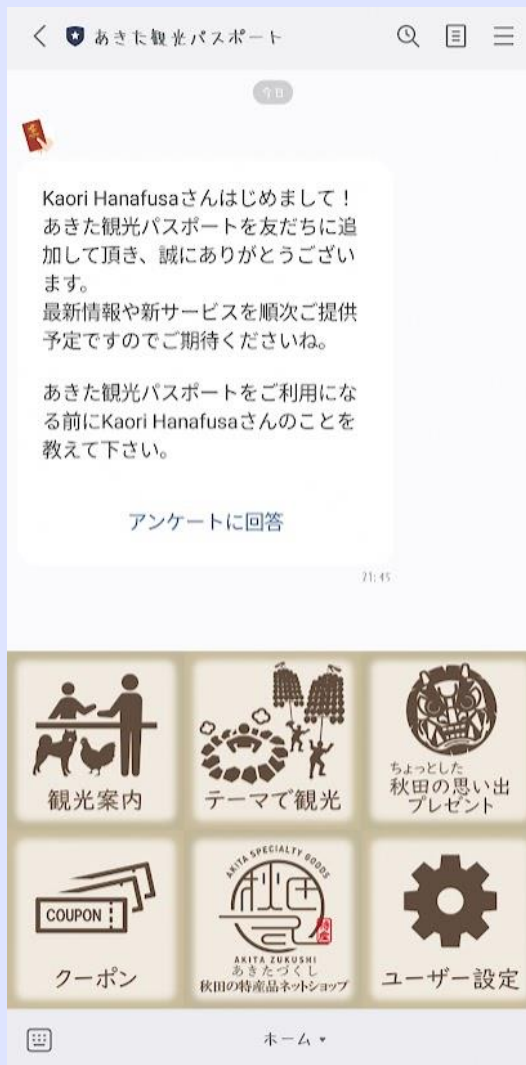 あきた観光パスポート
今日
Kaori Hanafusaさんはじめまして！
あきた観光パスポートを友だちに追
加して頂き、誠にありがとうござい
ます。
最新情報や新サービスを順次ご提供
予定ですのでご期待くださいね。
あきた観光パスポートをご利用にな
る前にKaori Hanafusaさんのことを
教えて下さい。
アンケートに回答
21:45
観光案内
テーマで観光
ちょっとした
秋田の思い出
プレゼント
COUPON
クーポン
AKITA SPECIALTY GOODS
秋田
AKITA ZUKUSHI
あきたづくし
秋田の特産品ネットショップ
ユーザー設定
ホーム